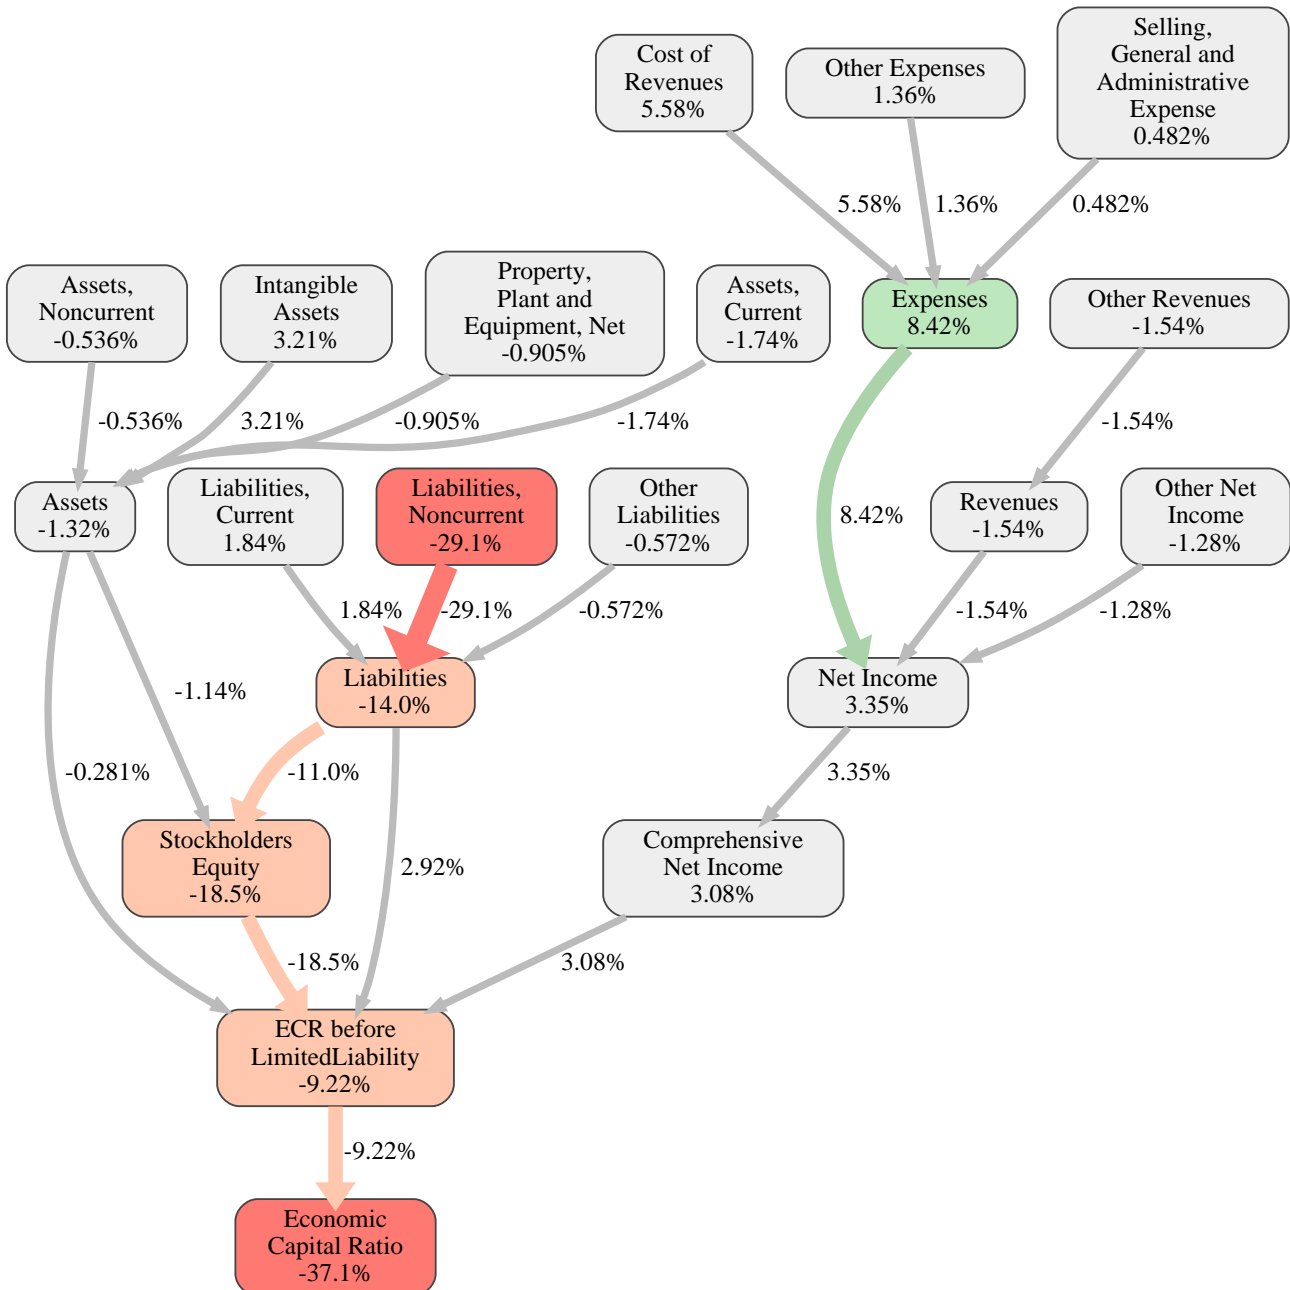 Cost of
Revenues
5.58%
Other Expenses
1.36%
Selling,
General and
Administrative
Expense
0.482%
5.58%
1.36%
0.482%
Assets,
Noncurrent
-0.536%
Intangible
Assets
3.21%
Property,
Plant and
Equipment, Net
-0.905%
Assets,
Current
-1.74%
Expenses
8.42%
Other Revenues
-1.54%
-0.536%
3.21%
-0.905%
-1.74%
-1.54%
Assets
-1.32%
Liabilities,
Current
1.84%
Liabilities,
Noncurrent
-29.1%
Other
Liabilities
-0.572%
8.42%
Revenues
-1.54%
Other Net
Income
-1.28%
1.84%
-29.1%
-0.572%
-1.54%
-1.28%
Liabilities
-14.0%
Net Income
3.35%
-1.14%
-0.281%
-11.0%
3.35%
Stockholders
Equity
-18.5%
2.92%
Comprehensive
Net Income
3.08%
-18.5%
3.08%
ECR before
LimitedLiability
-9.22%
-9.22%
Economic
Capital Ratio
-37.1%